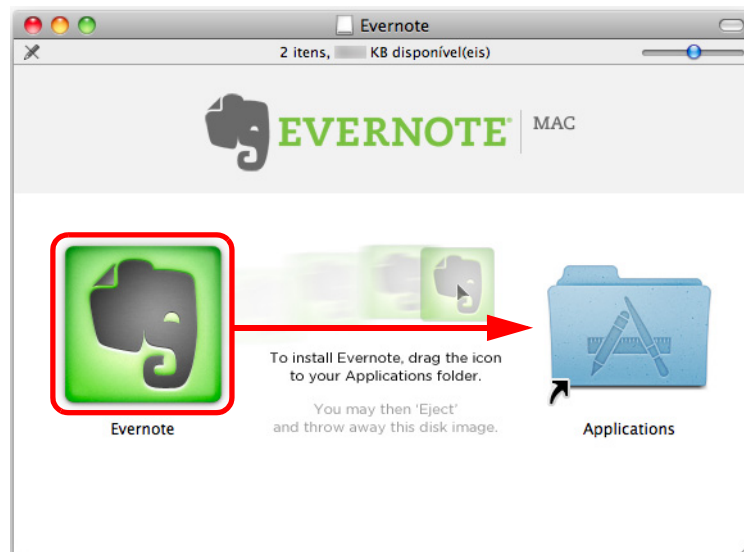 Evernote
2 itens, KB disponível(eis)
EVERNOTE® MAC
To install Evernote, drag the icon
to your Applications folder.
You may then 'Eject'
and throw away this disk image.
Evernote
Applications